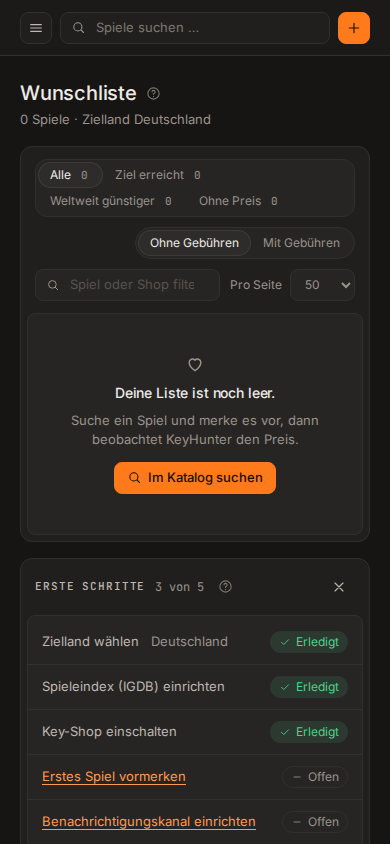 Spiele suchen ...
Wunschliste
0 Spiele · Zielland Deutschland
Alle 0 Ziel erreicht 0
Weltweit günstiger 0 Ohne Preis 0
Ohne Gebühren Mit Gebühren
Spiel oder Shop filte Pro Seite 50
Deine Liste ist noch leer.
Suche ein Spiel und merke es vor, dann
beobachtet KeyHunter den Preis.
Im Katalog suchen
ERSTE SCHRITTE 3 von 5
Zielland wählen Deutschland Erledigt
Spieleindex (IGDB) einrichten Erledigt
Key-Shop einschalten Erledigt
Erstes Spiel vormerken Offen
Benachrichtigungskanal einrichten Offen